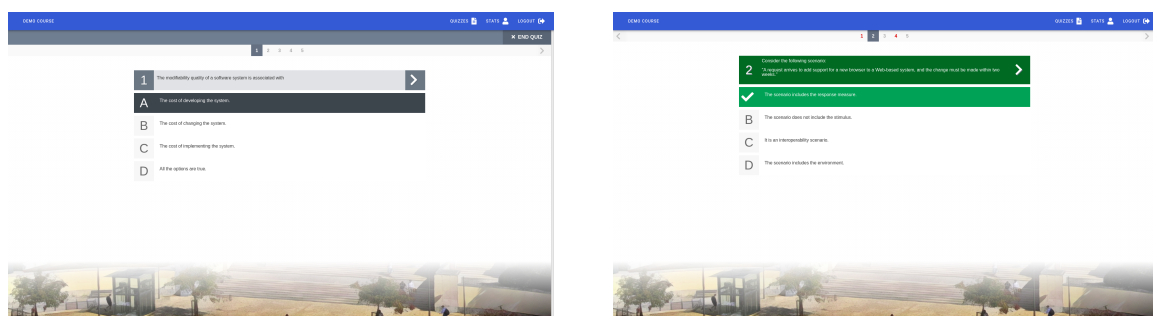 DEMO COURSE
QUIZZES
STATS
LOGOUT
× END QUIZ
1 2 3 4 5
1 The modifiability quality of a software system is associated with
A The cost of developing the system.
B The cost of changing the system.
C The cost of implementing the system.
D All the options are true.
DEMO COURSE
QUIZZES
STATS
LOGOUT
1 2 3 4 5
2 Consider the following scenario:
"A request arrives to add support for a new browser to a Web-based system, and the change must be made within two
weeks."
The scenario includes the response measure.
B The scenario does not include the stimulus.
C It is an interoperability scenario.
D The scenario includes the environment.